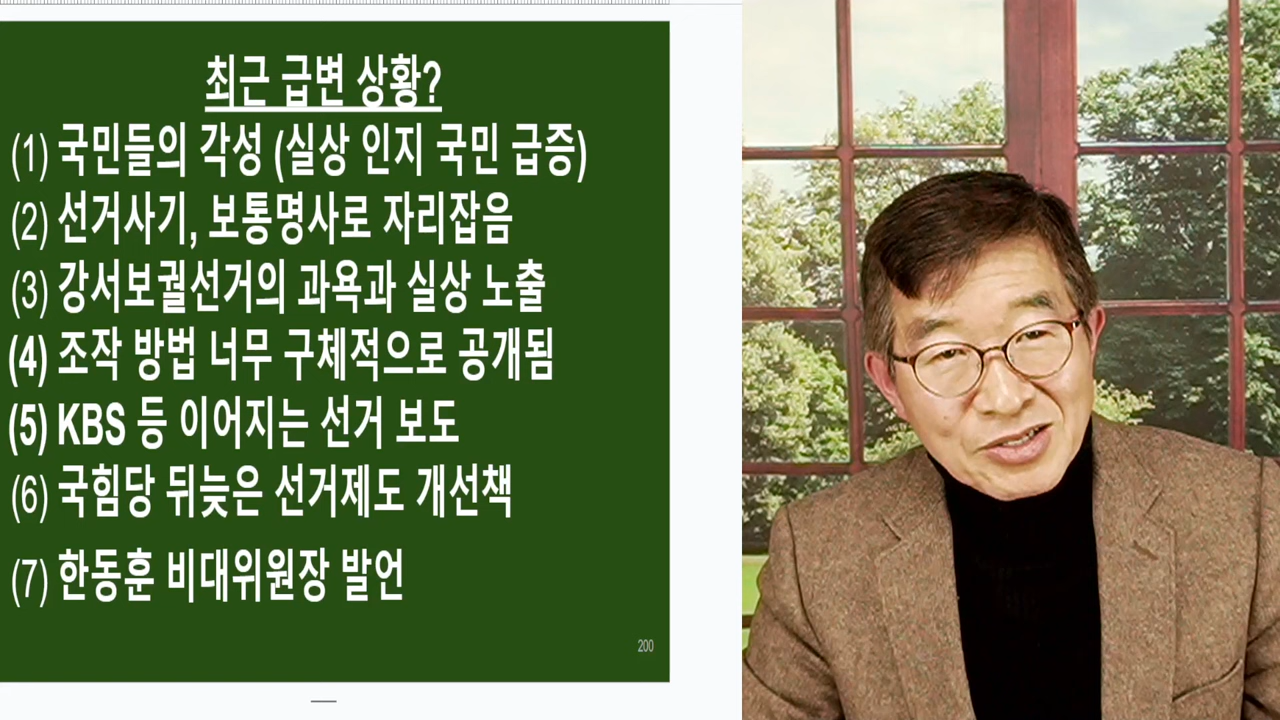 최근 급변 상황?
(1) 국민들의 각성 (실상 인지 국민 급증)
(2) 선거사기, 보통명사로 자리잡음
(3) 강서보궐선거의 과욕과 실상 노출
(4) 조작 방법 너무 구체적으로 공개됨
(5) KBS 등 이어지는 선거 보도
(6) 국힘당 뒤늦은 선거제도 개선책
(7) 한동훈 비대위원장 발언
200